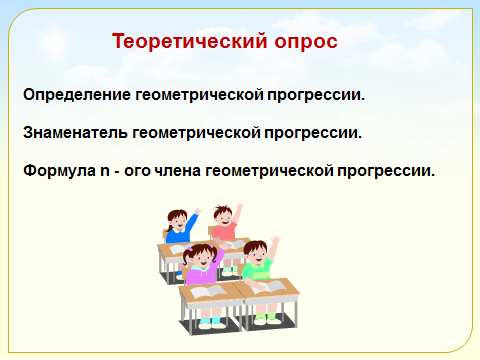 Теоретический опрос
Определение геометрической прогрессии.
Знаменатель геометрической прогрессии.
Формула n - ого члена геометрической прогрессии.